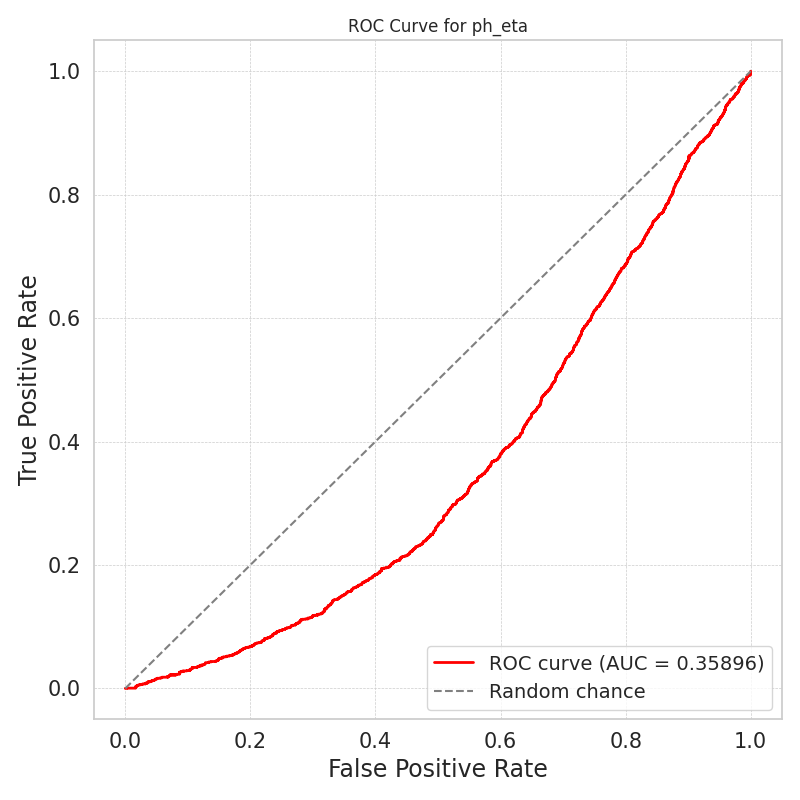 ROC Curve for ph_eta
True Positive Rate
1.0
0.8
0.6
0.4
0.2
0.0
ROC curve (AUC = 0.35896)
Random chance
0.0 0.2 0.4 0.6 0.8 1.0
False Positive Rate